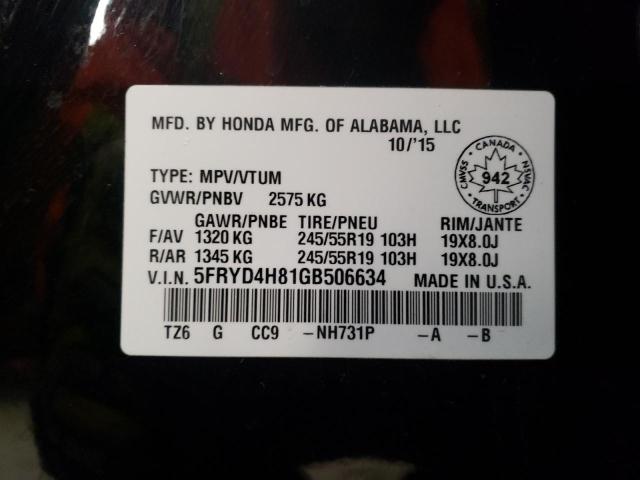 MFD. BY HONDA MFG. OF ALABAMA, LLC
10/'15
TYPE: MPV/VTUM
GVWR/PNBV 2575 KG
GAWR/PNBE TIRE/PNEU RIM/JANTE
F/AV 1320 KG 245/55R19 103H 19X8.0J
R/AR 1345 KG 245/55R19 103H 19X8.0J
V.I.N. 5FRYD4H81GB506634 MADE IN U.S.A.
TZ6 G CC9 -NH731P -A -B
CANADA
CMVSS 942 NSVAC
TRANSPORT